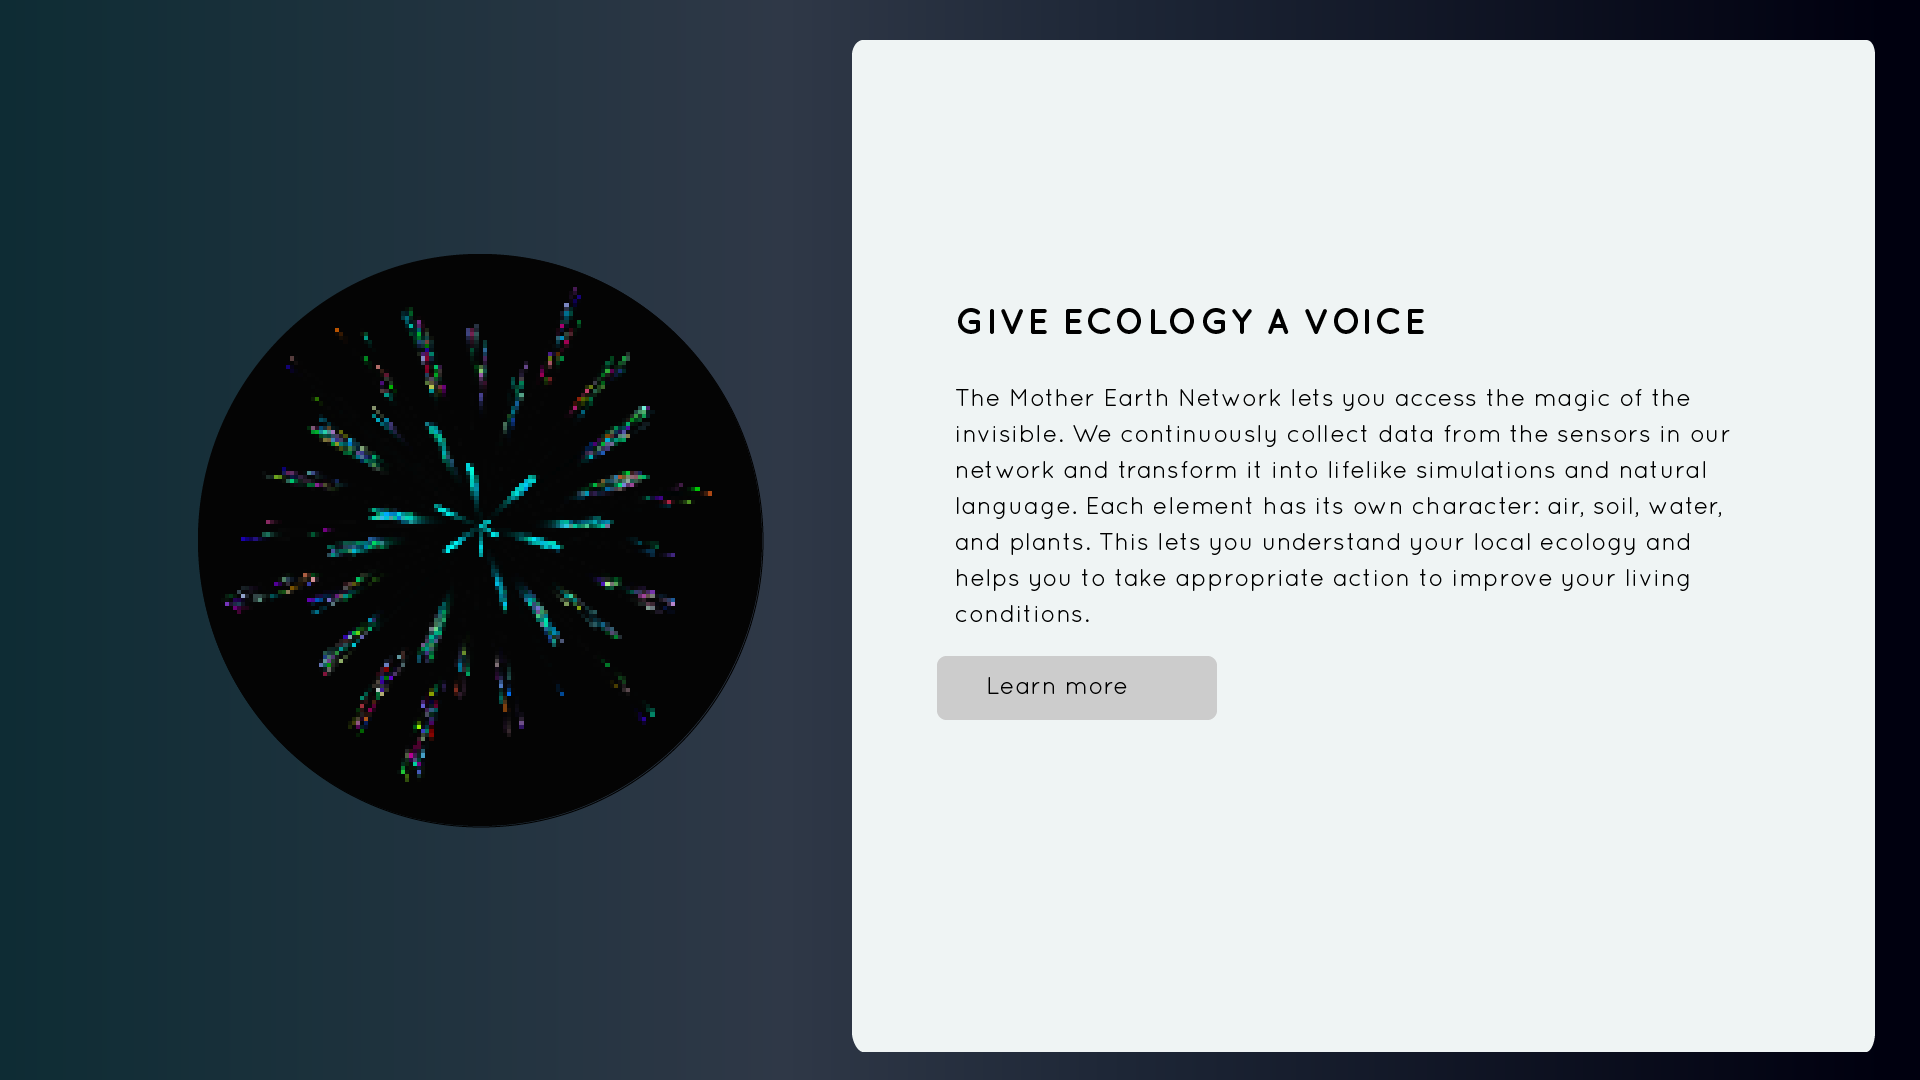 GIVE ECOLOGY A VOICE
The Mother Earth Network lets you access the magic of the
invisible. We continuously collect data from the sensors in our
network and transform it into lifelike simulations and natural
language. Each element has its own character: air, soil, water,
and plants. This lets you understand your local ecology and
helps you to take appropriate action to improve your living
conditions.
Learn more